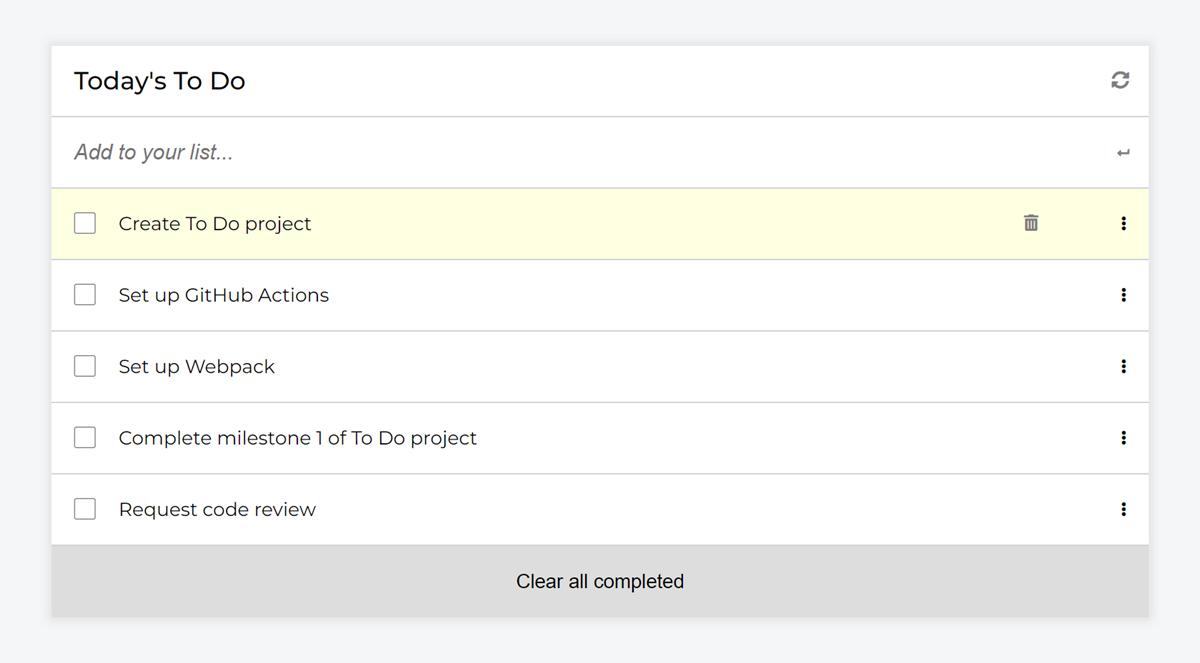 Today's To Do
Add to your list...
Create To Do project
Set up GitHub Actions
Set up Webpack
Complete milestone 1 of To Do project
Request code review
Clear all completed